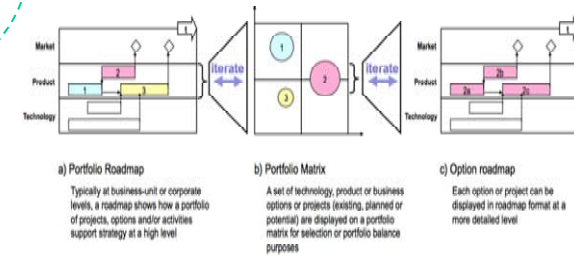 t
t
Market
Product
Technology
2
1
3
iterate
1
2
3
iterate
Market
Product
Technology
2b
2a
2c
a) Portfolio Roadmap
Typically at business-unit or corporate
levels, a roadmap shows how a portfolio
of projects, options and/or activities
support strategy at a high level
b) Portfolio Matrix
A set of technology, product or business
options or projects (existing, planned or
potential) are displayed on a portfolio
matrix for selection or portfolio balance
purposes
c) Option roadmap
Each option or project can be
displayed in roadmap format at a
more detailed level